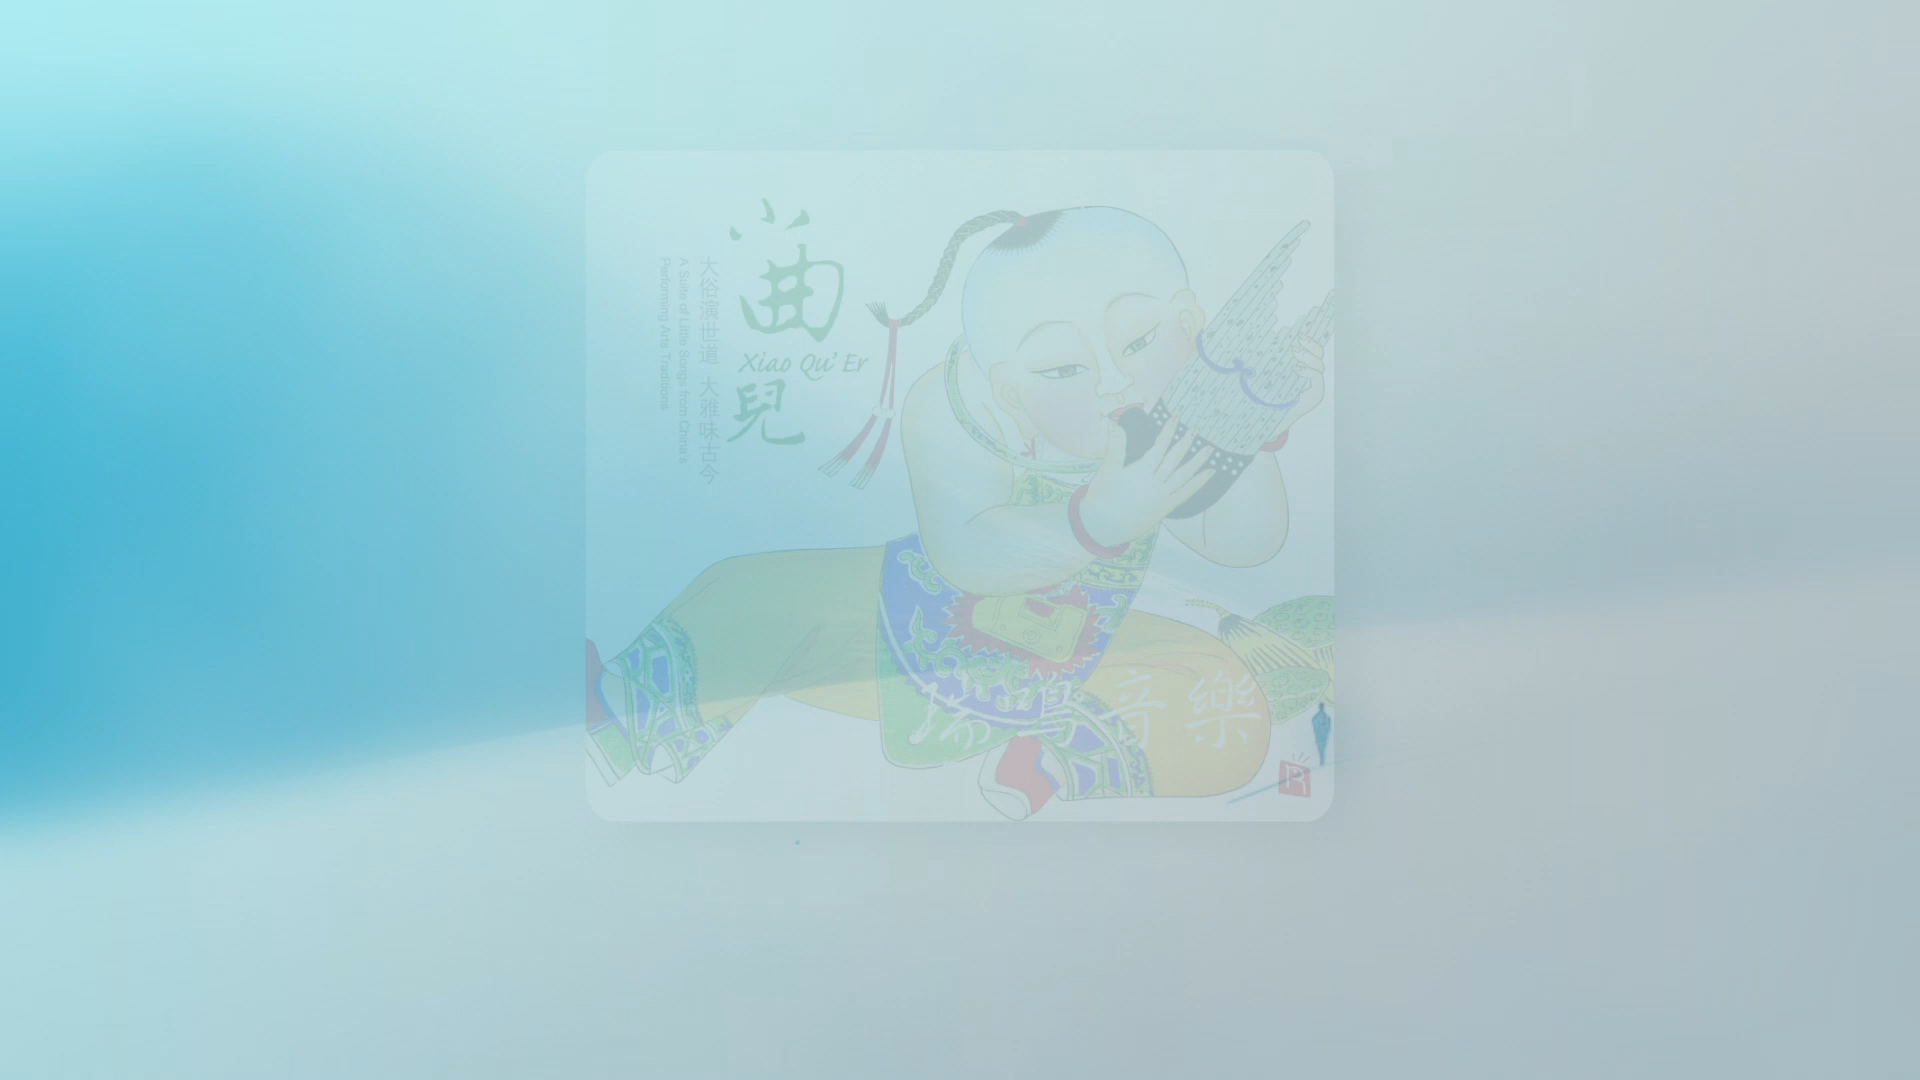 小曲兒
Xiao Qu' Er
大俗演世道 大雅味古今
A Suite of Little Songs from China's
Performing Arts Traditions
瑞鳴音樂
R